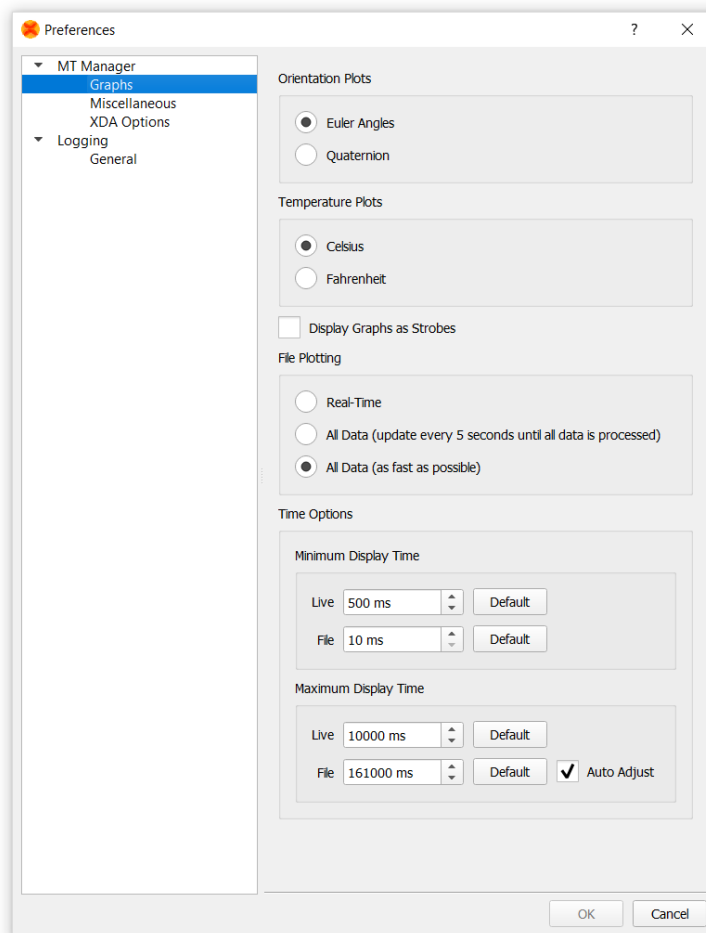 Preferences
?
MT Manager
Graphs
Miscellaneous
XDA Options
Logging
General
Orientation Plots
Euler Angles
Quaternion
Temperature Plots
Celsius
Fahrenheit
Display Graphs as Strobes
File Plotting
Real-Time
All Data (update every 5 seconds until all data is processed)
All Data (as fast as possible)
Time Options
Minimum Display Time
Live 500 ms Default
File 10 ms Default
Maximum Display Time
Live 10000 ms Default
File 161000 ms Default Auto Adjust
OK Cancel